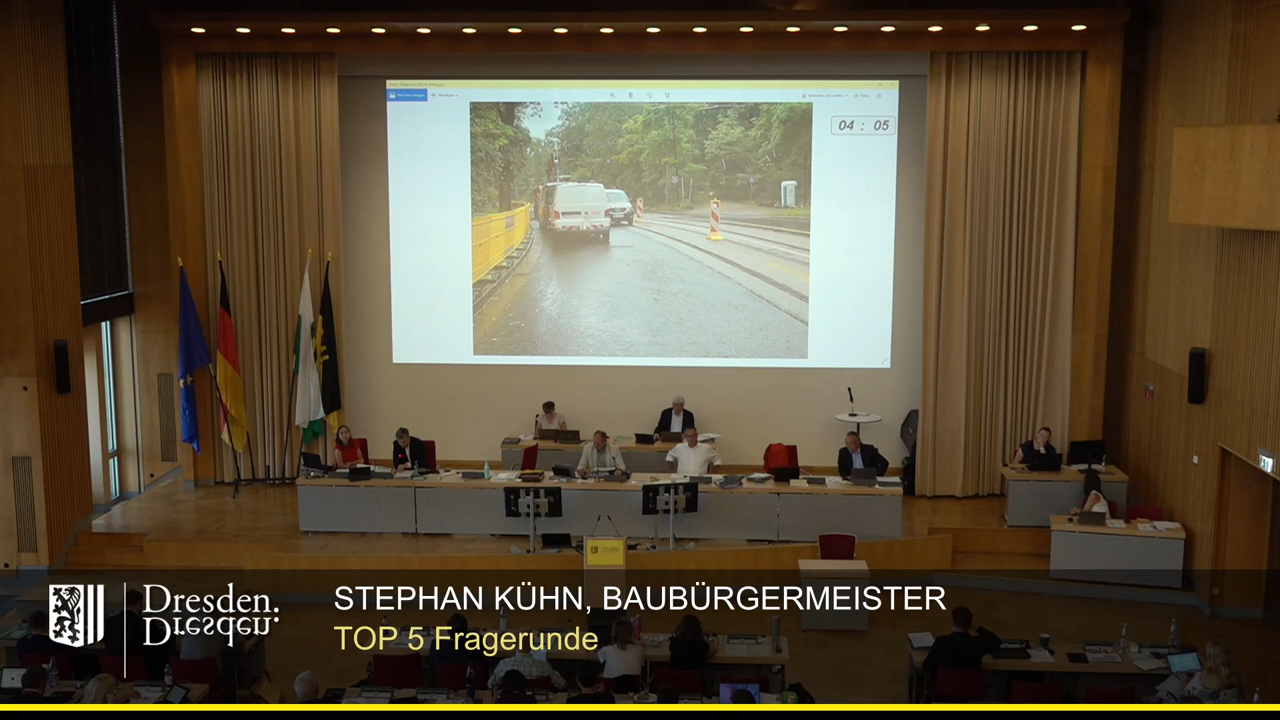 04 : 05
Dresden.
Dresden.
STEPHAN KÜHN, BAUBÜRGERMEISTER
TOP 5 Fragerunde